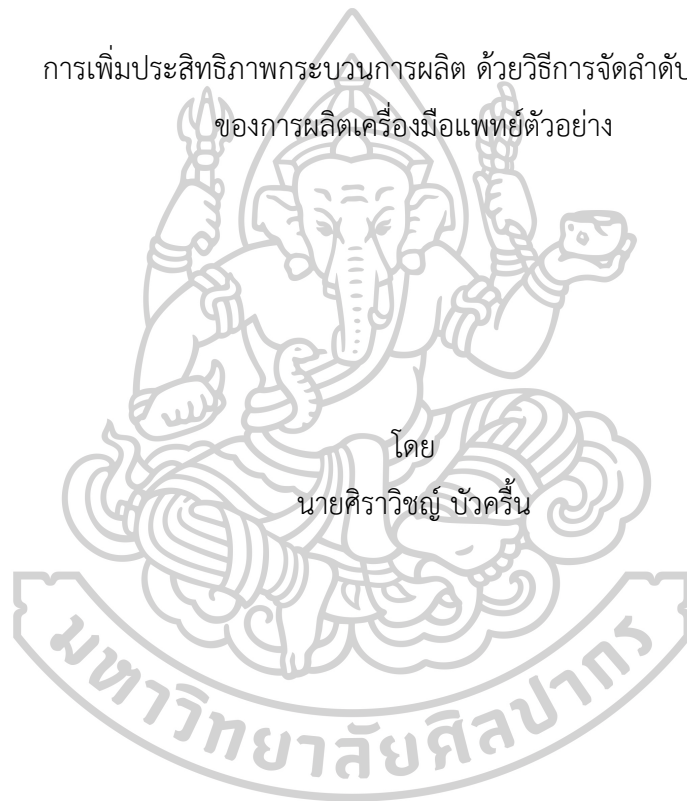 การเพิ่มประสิทธิภาพกระบวนการผลิต ด้วยวิธีการจัดลำดับ
ของการผลิตเครื่องมือแพทย์ตัวอย่าง
โดย
นายศิราวิชญ์ บัวครื้น
มหาวิทยาลัยศิลปากร